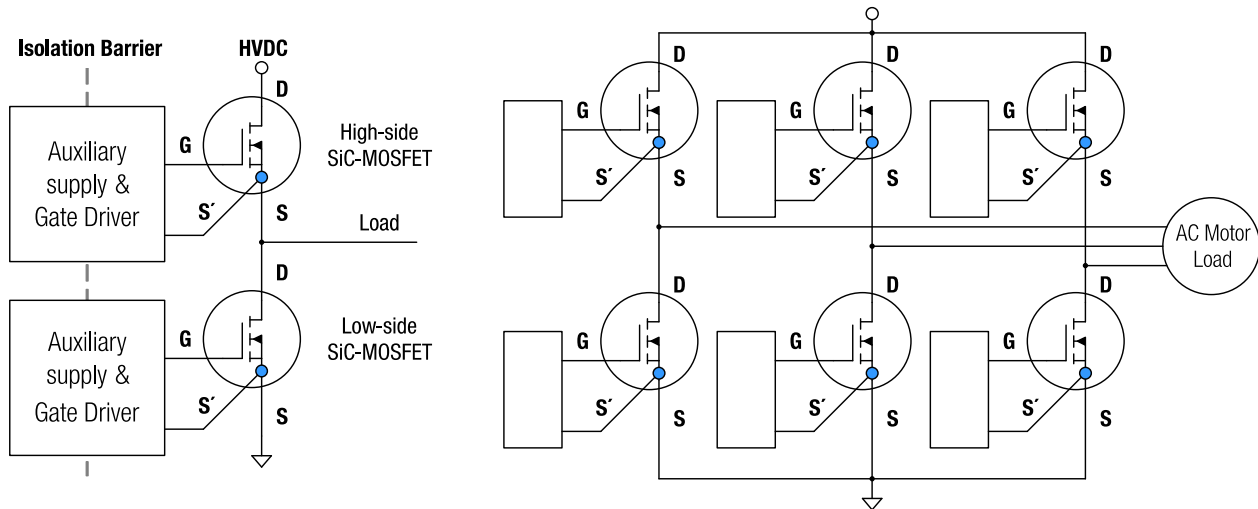 Isolation Barrier
HVDC
D
Auxiliary
supply &
Gate Driver
G
High-side
SiC-MOSFET
S´
S
Load
D
Auxiliary
supply &
Gate Driver
G
Low-side
SiC-MOSFET
S´
S
D
D
D
G
G
G
S´
S
S´
S
S´
S
AC Motor
Load
D
D
D
G
G
G
S´
S
S´
S
S´
S